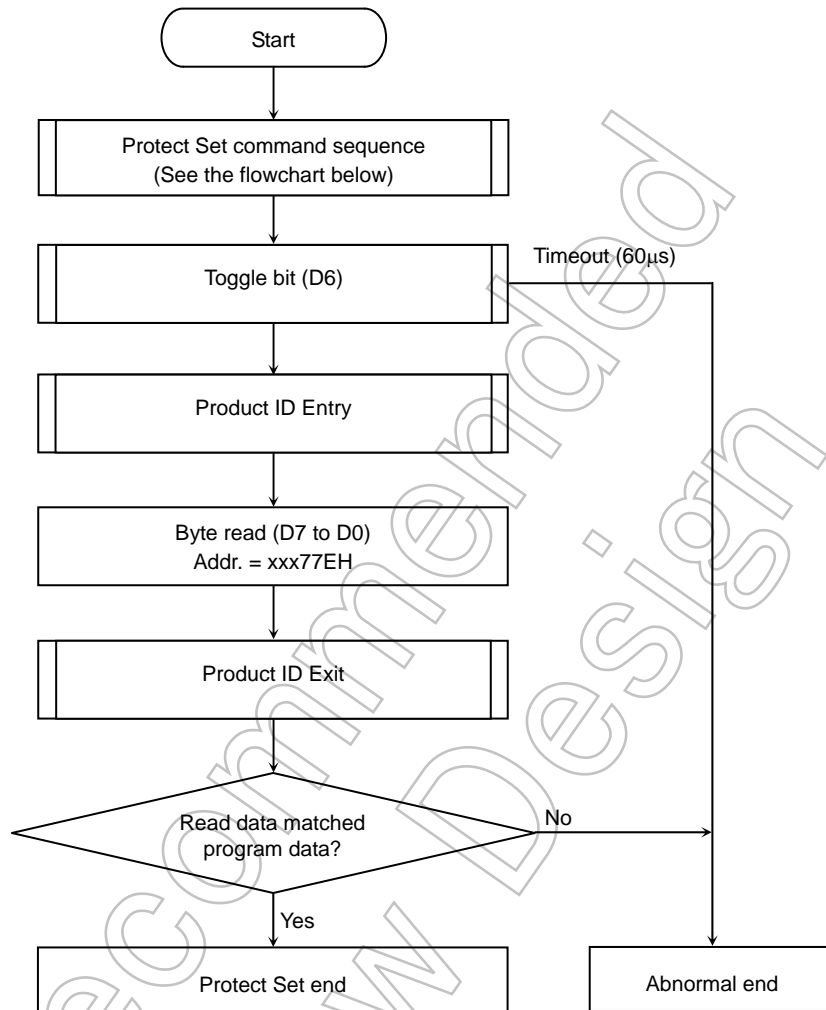 Start
Protect Set command sequence
(See the flowchart below)
Timeout (60μs)
Toggle bit (D6)
Product ID Entry
Byte read (D7 to D0)
Addr. = xxx77EH
Product ID Exit
Read data matched
program data?
No
Yes
Protect Set end
Abnormal end
ecommended
w Design